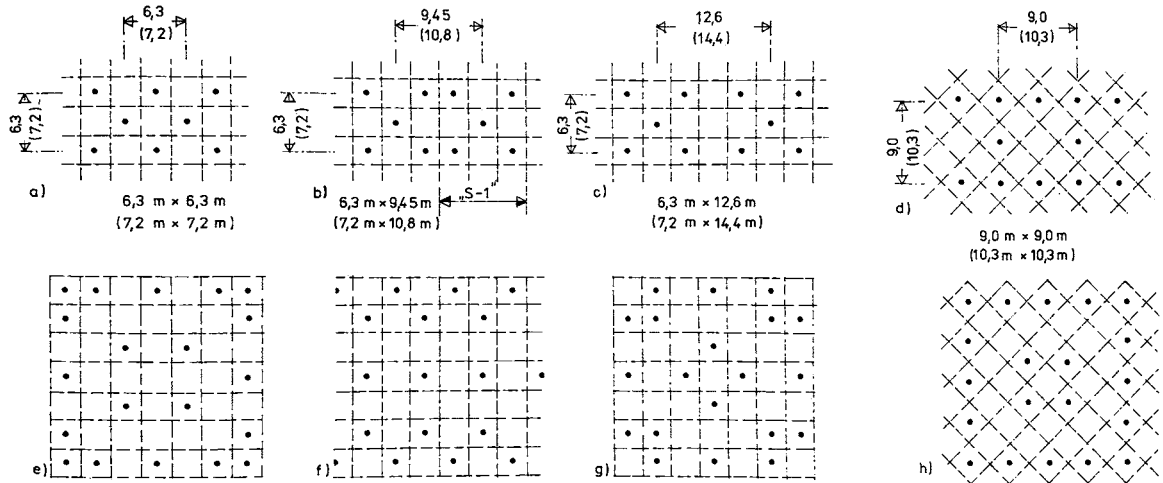 6,3
(7,2)
6,3
(7,2)
a)
6,3 m × 6,3 m
(7,2 m × 7,2 m)
9,45
(10,8)
6,3
(7,2)
b)
6,3 m × 9,45 m
(7,2 m × 10,8 m)
„S-1"
12,6
(14,4)
6,3
(7,2)
c)
6,3 m × 12,6 m
(7,2 m × 14,4 m)
9,0
(10,3)
9,0
(10,3)
d)
9,0 m × 9,0 m
(10,3 m × 10,3 m)
e)
f)
g)
h)